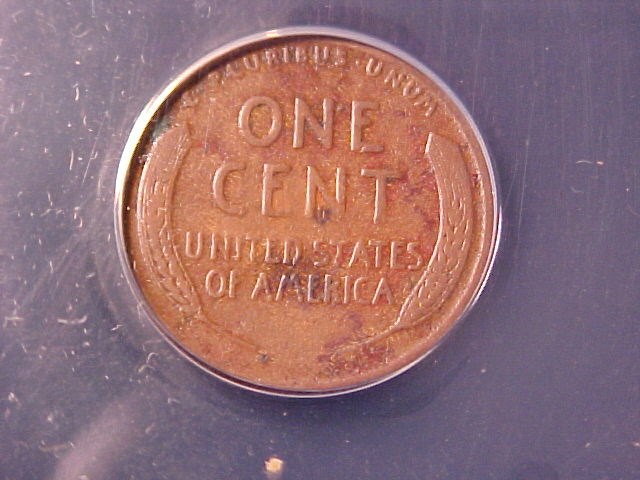 E · PLURIBUS · UNUM
ONE
CENT
UNITED STATES
OF AMERICA